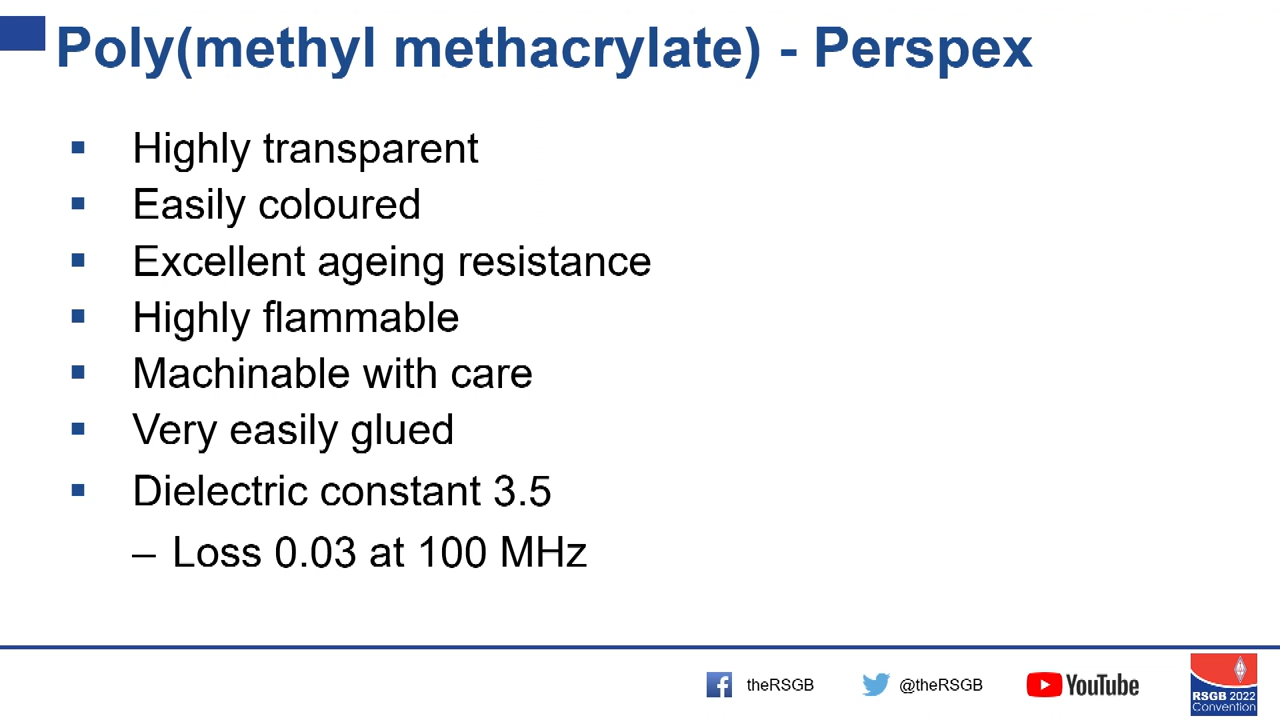 Poly(methyl methacrylate) - Perspex
▪ Highly transparent
▪ Easily coloured
▪ Excellent ageing resistance
▪ Highly flammable
▪ Machinable with care
▪ Very easily glued
▪ Dielectric constant 3.5
– Loss 0.03 at 100 MHz
theRSGB @theRSGB YouTube
RSGB 2022
Convention